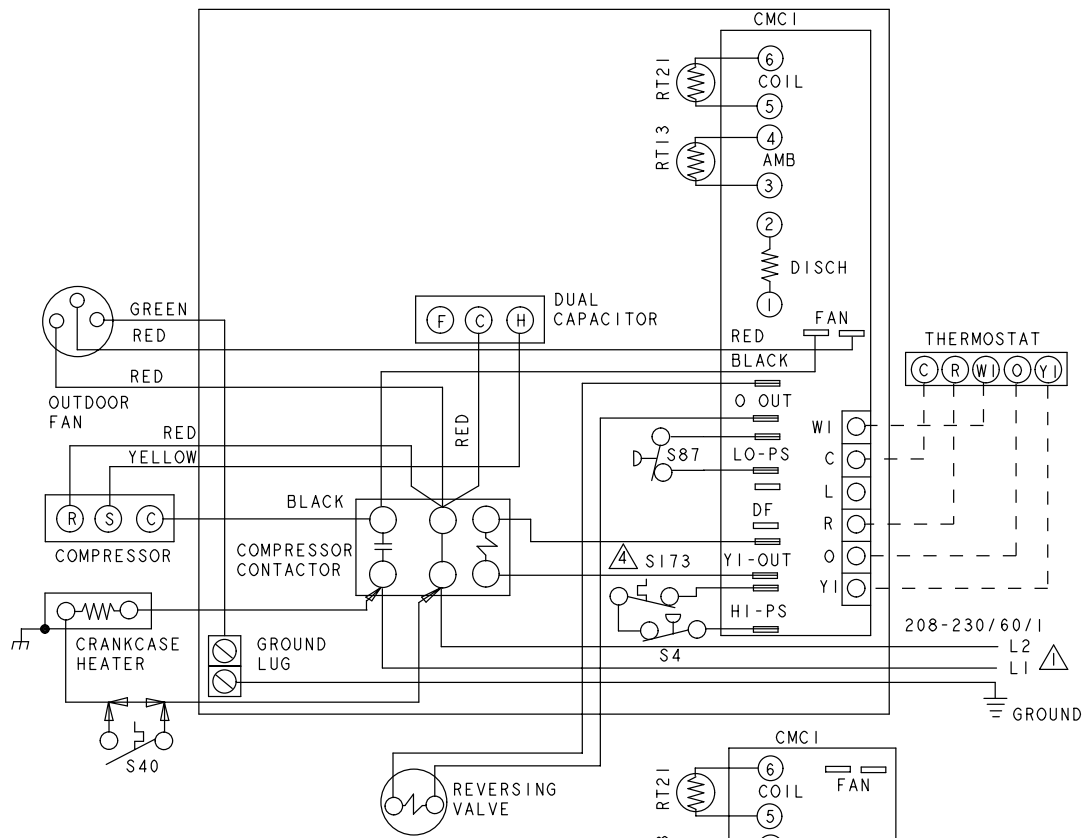 CMC1
RT21
6
COIL
5
RT13
4
AMB
3
2
DISCH
1
FAN
GREEN
RED
OUTDOOR
FAN
RED
F C H
DUAL
CAPACITOR
RED
BLACK
THERMOSTAT
C R W1 O Y1
O OUT
RED
RED
YELLOW
W1
S87
LO-PS
C
L
DF
R
BLACK
R S C
COMPRESSOR
COMPRESSOR
CONTACTOR
4
S173
Y1-OUT
O
Y1
HI-PS
S4
CRANKCASE
HEATER
GROUND
LUG
208-230/60/1
L2
L1
1
GROUND
S40
REVERSING
VALVE
CMC1
RT21
6
COIL
5
FAN
3